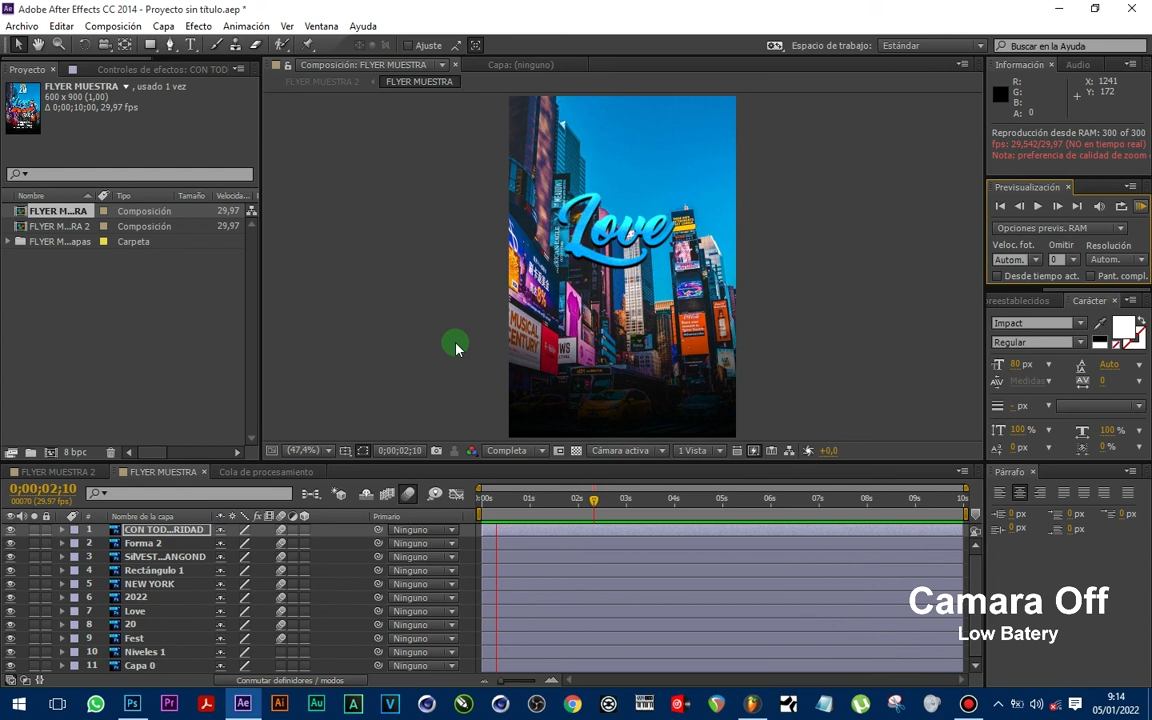 Adobe After Effects CC 2014 - Proyecto sin título.aep *
Archivo Editar Composición Capa Efecto Animación Ver Ventana Ayuda
Ajuste
Espacio de trabajo: Estándar
Buscar en la Ayuda
Proyecto
Controles de efectos: CON TOD
FLYER MUESTRA, usado 1 vez
600 x 900 (1,00)
Δ 0;00;10;00, 29,97 fps
Nombre Tipo Tamaño Velocida...
FLYER M...RA Composición 29,97
FLYER M...RA 2 Composición 29,97
FLYER M...apas Carpeta
8 bpc
Composición: FLYER MUESTRA
Capa: (ninguno)
FLYER MUESTRA 2 FLYER MUESTRA
Love
MUSICAL
CENTURY
(47,4%) 0;00;02;10 Completa Cámara activa 1 Vista +0,0
Información Audio
R:
G:
B:
A: 0
X: 1241
Y: 172
Reproducción desde RAM: 300 of 300
fps: 29,542/29,97 (NO en tiempo real)
Nota: preferencia de calidad de zoom
Previsualización
Opciones previs. RAM
Veloc. fot. Omitir Resolución
Autom. 0 Autom.
Desde tiempo act. Pant. compl.
preestablecidos Carácter
Impact
Regular
80 px Auto
Medidas 0
- px
100 % 100 %
0 px 0 %
Párrafo
0 px 0 px 0 px
0 px 0 px
FLYER MUESTRA 2 FLYER MUESTRA Cola de procesamiento
0;00;02;10
00070 (29.97 fps)
:00s 01s 02s 03s 04s 05s 06s 07s 08s 09s 10s
# Nombre de la capa fx Primario
1 CON TOD...RIDAD Ninguno
2 Forma 2 Ninguno
3 SilVEST...ANGOND Ninguno
4 Rectángulo 1 Ninguno
5 NEW YORK Ninguno
6 2022 Ninguno
7 Love Ninguno
8 20 Ninguno
9 Fest Ninguno
10 Niveles 1 Ninguno
11 Capa 0 Ninguno
Conmutar definidores / modos
Camara Off
Low Batery
9:14
05/01/2022